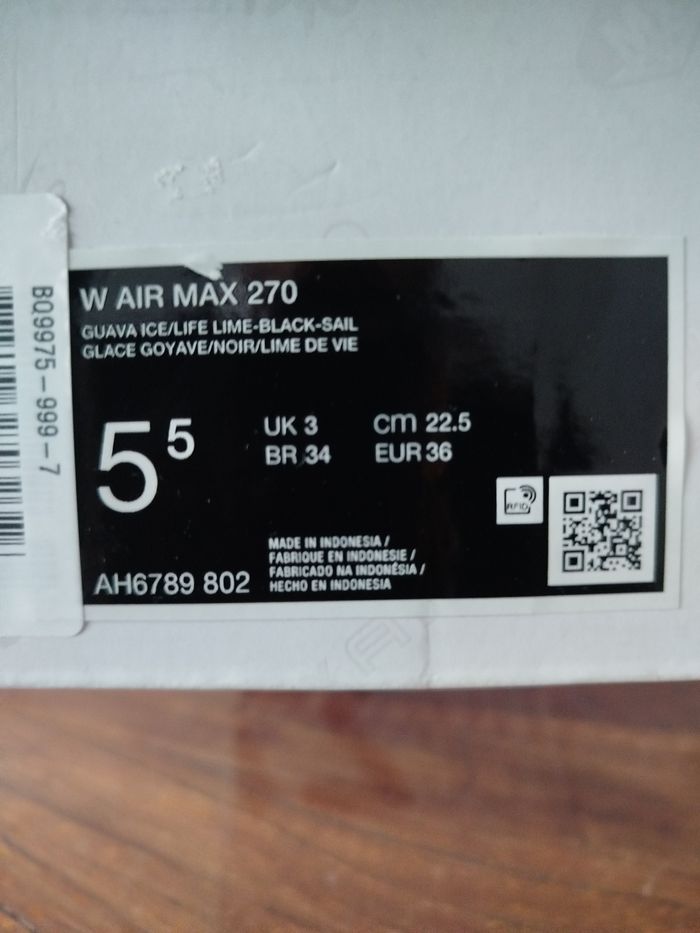 BQ9975-999-7
W AIR MAX 270
GUAVA ICE/LIFE LIME-BLACK-SAIL
GLACE GOYAVE/NOIR/LIME DE VIE
5 5
UK 3
cm 22.5
BR 34
EUR 36
RFID
MADE IN INDONESIA /
FABRIQUE EN INDONESIE /
FABRICADO NA INDONÉSIA /
HECHO EN INDONESIA
AH6789 802